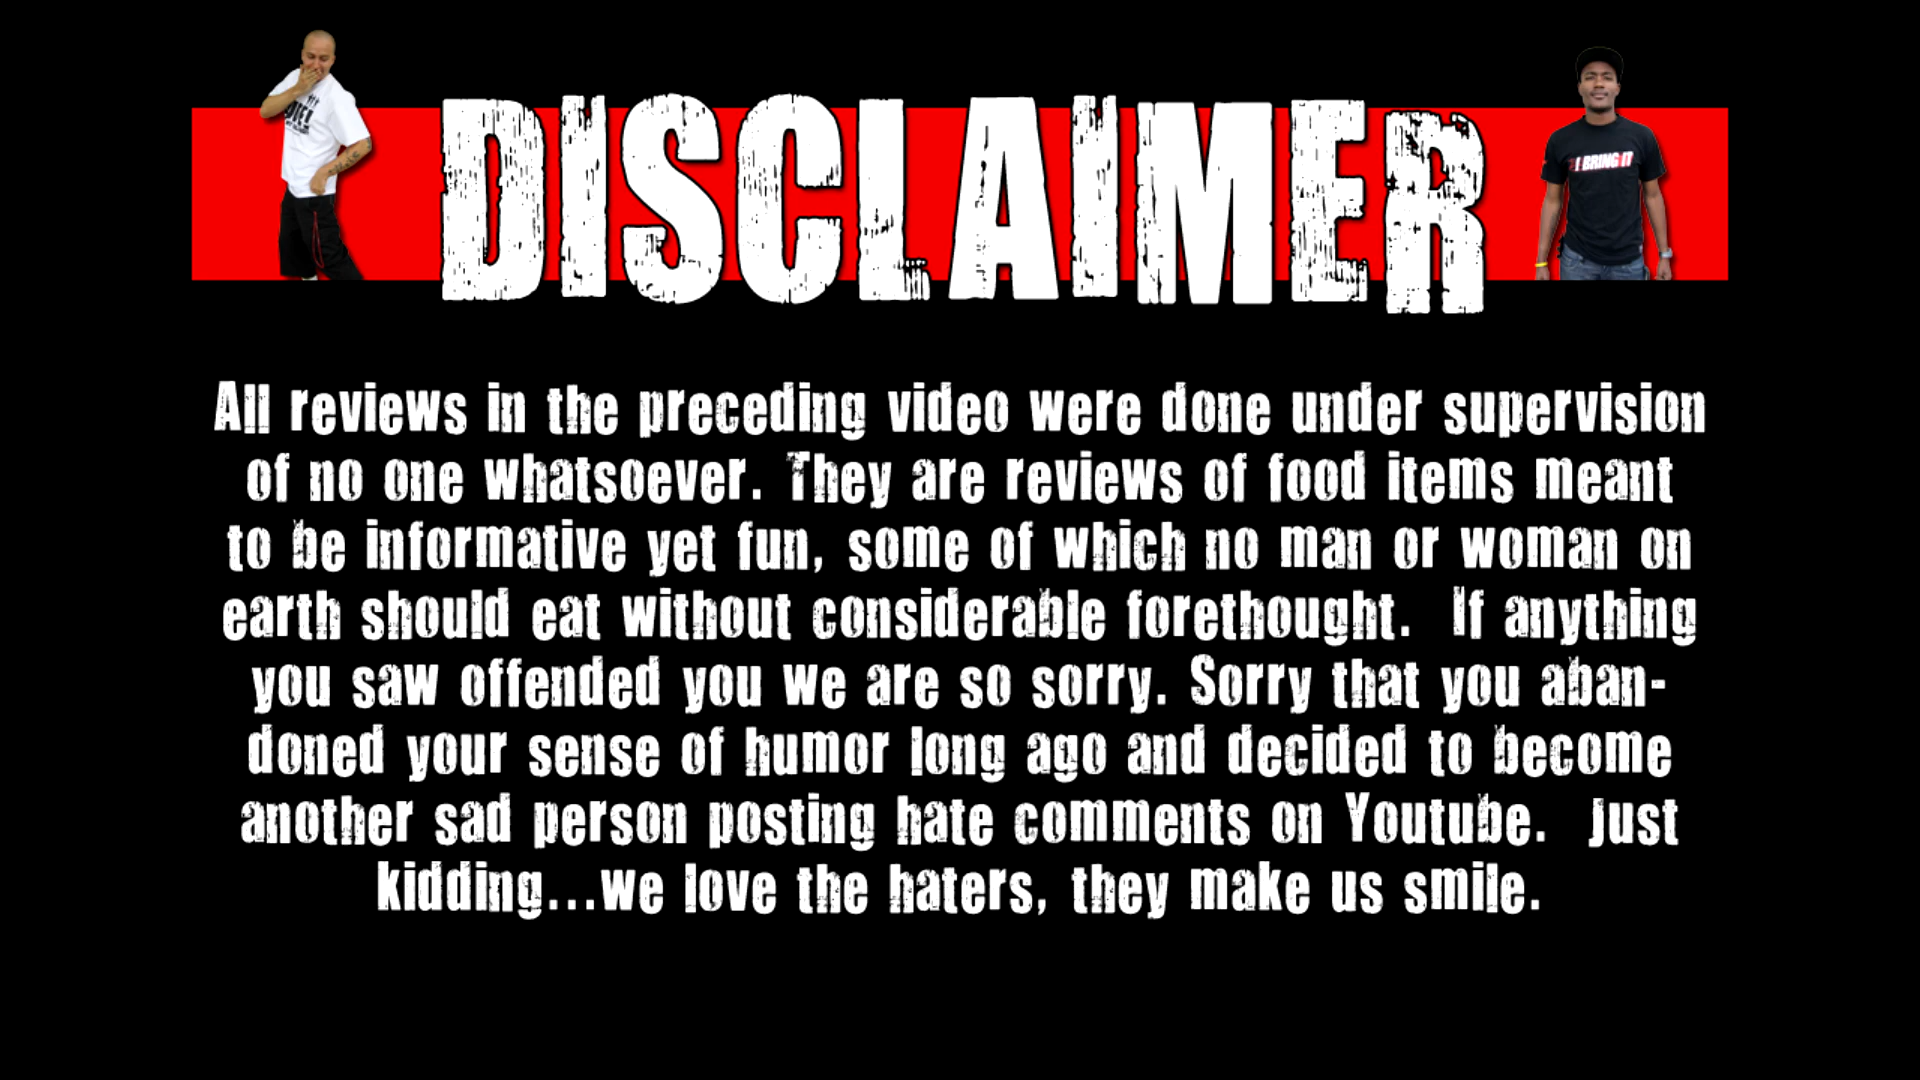 DISCLAIMER
I BRING IT
All reviews in the preceding video were done under supervision
of no one whatsoever. They are reviews of food items meant
to be informative yet fun, some of which no man or woman on
earth should eat without considerable forethought. If anything
you saw offended you we are so sorry. Sorry that you aban-
doned your sense of humor long ago and decided to become
another sad person posting hate comments on Youtube. Just
kidding...we love the haters, they make us smile.